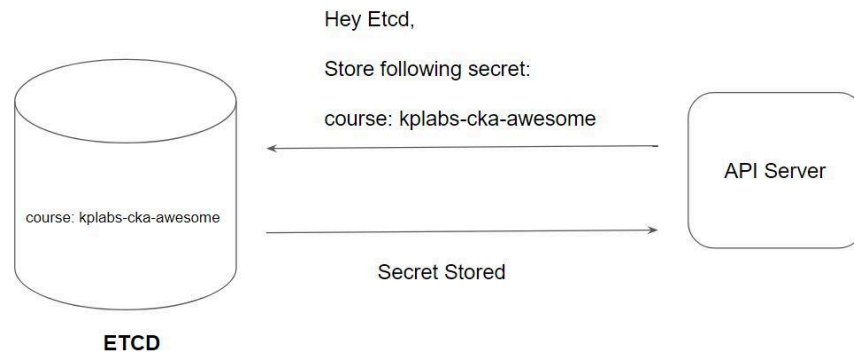 Hey Etcd,
Store following secret:
course: kplabs-cka-awesome
API Server
course: kplabs-cka-awesome
Secret Stored
ETCD